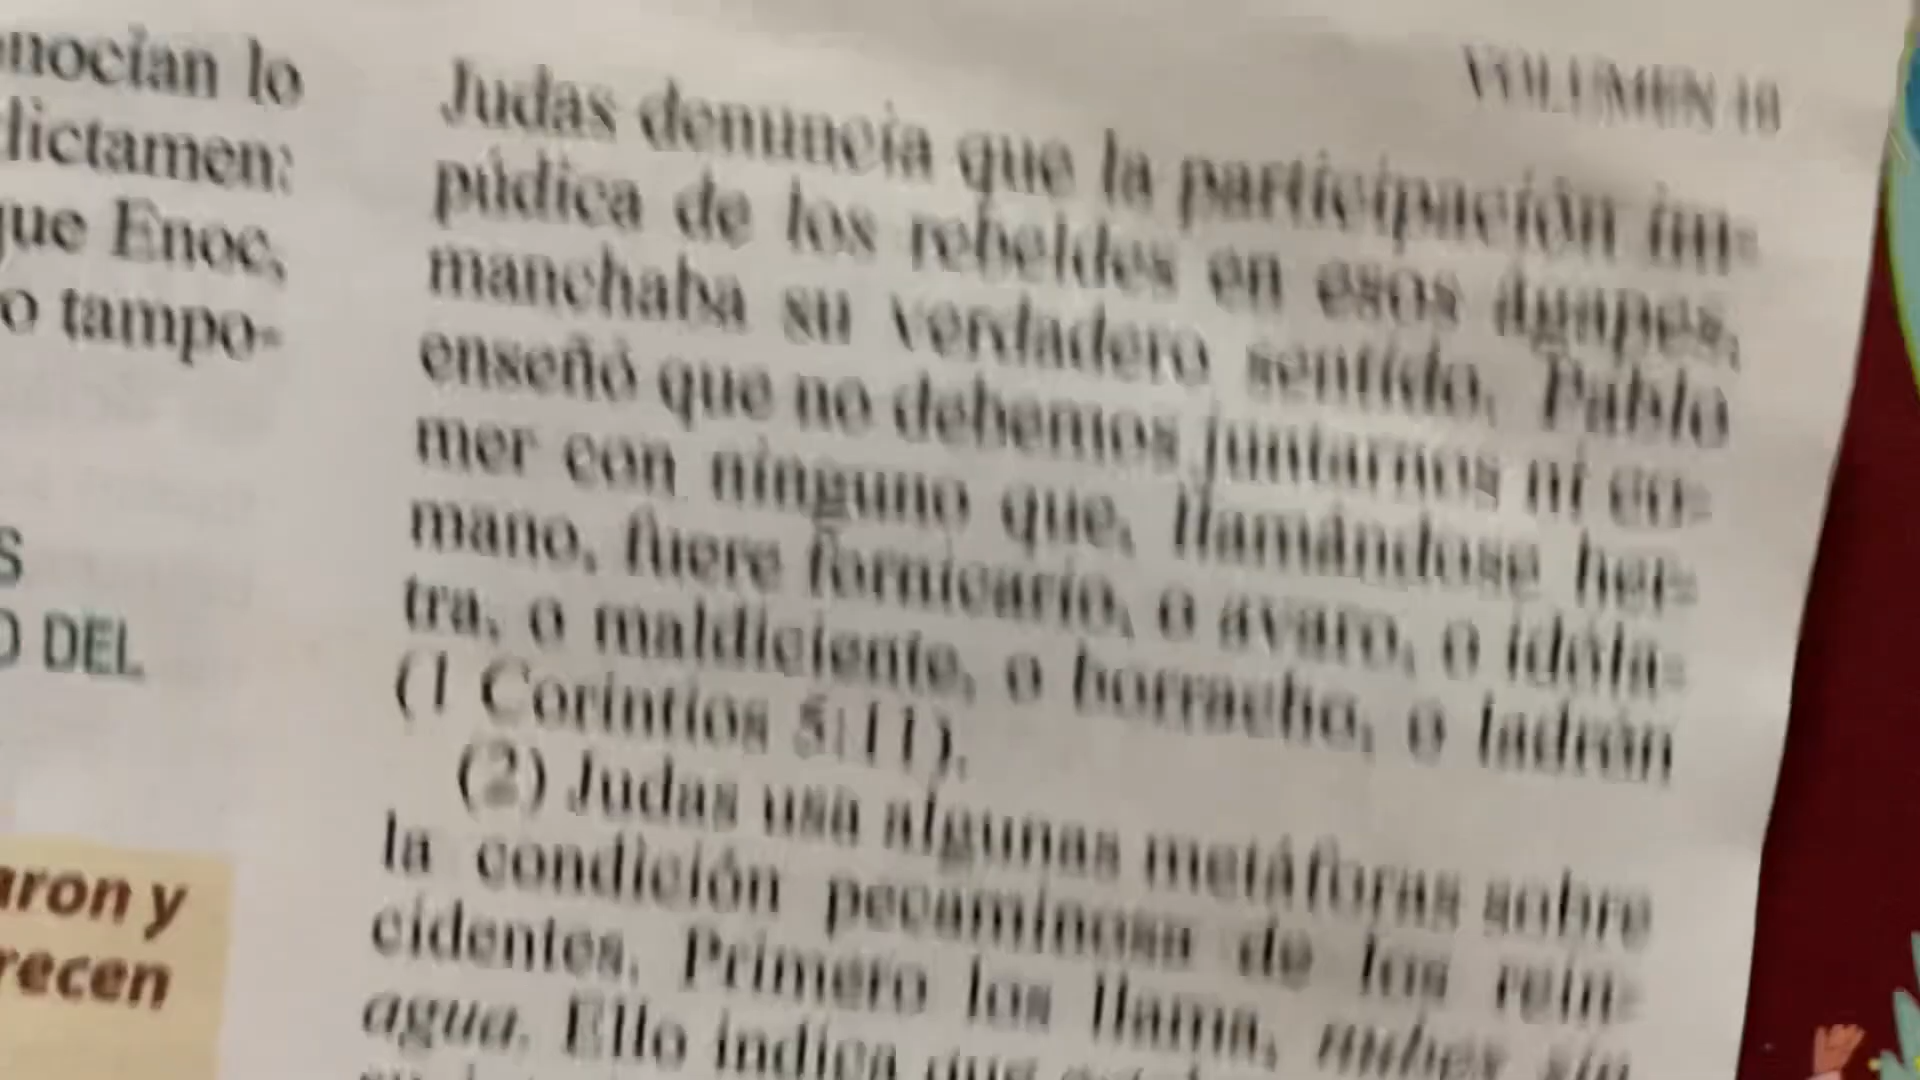 nocían lo
dictamen:
que Enoc,
o tampo-
S
O DEL
aron y
recen
VOLUMEN 10
Judas denuncia que la participación im-
púdica de los rebeldes en esos ágapes,
manchaba su verdadero sentido. Pablo
enseñó que no debemos juntarnos ni co-
mer con ninguno que, llamándose her-
mano, fuere fornicario, o avaro, o idóla-
tra, o maldiciente, o borracho, o ladrón
(1 Corintios 5:11).
(2) Judas usa algunas metáforas sobre
la condición pecaminosa de los rein-
cidentes. Primero los llama, nubes sin
agua. Ello indica que